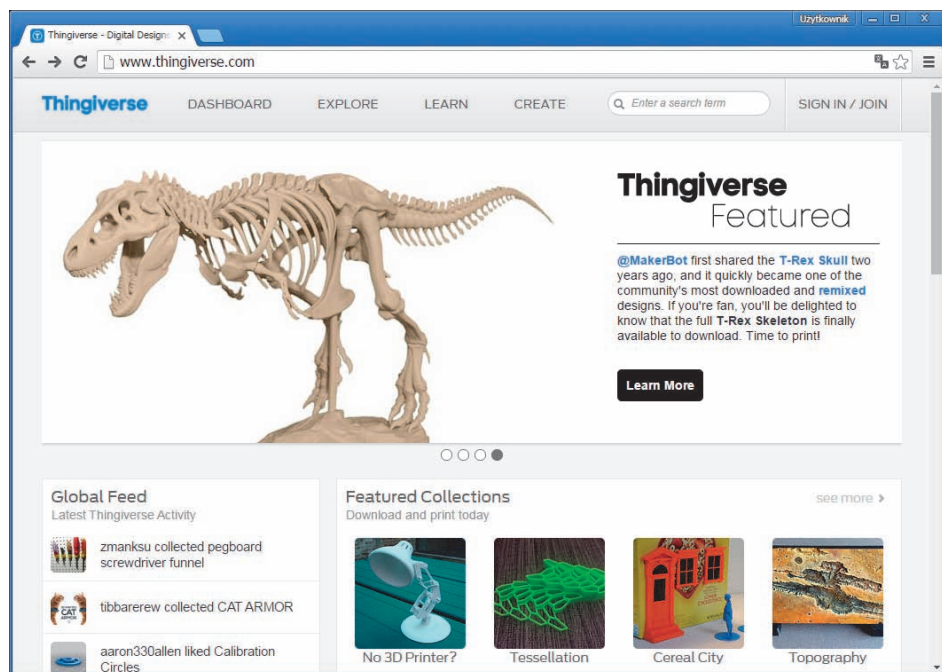 Użytkownik
Thingiverse - Digital Designs
www.thingiverse.com
Thingiverse DASHBOARD EXPLORE LEARN CREATE Enter a search term SIGN IN / JOIN
Thingiverse
Featured
@MakerBot first shared the T-Rex Skull two
years ago, and it quickly became one of the
community's most downloaded and remixed
designs. If you're fan, you'll be delighted to
know that the full T-Rex Skeleton is finally
available to download. Time to print!
Learn More
Global Feed
Latest Thingiverse Activity
zmanksu collected pegboard
screwdriver funnel
CAT
ARMOR
tibbarerew collected CAT ARMOR
aaron330allen liked Calibration
Circles
Featured Collections
see more
Download and print today
No 3D Printer?
Tessellation
Cereal City
Topography